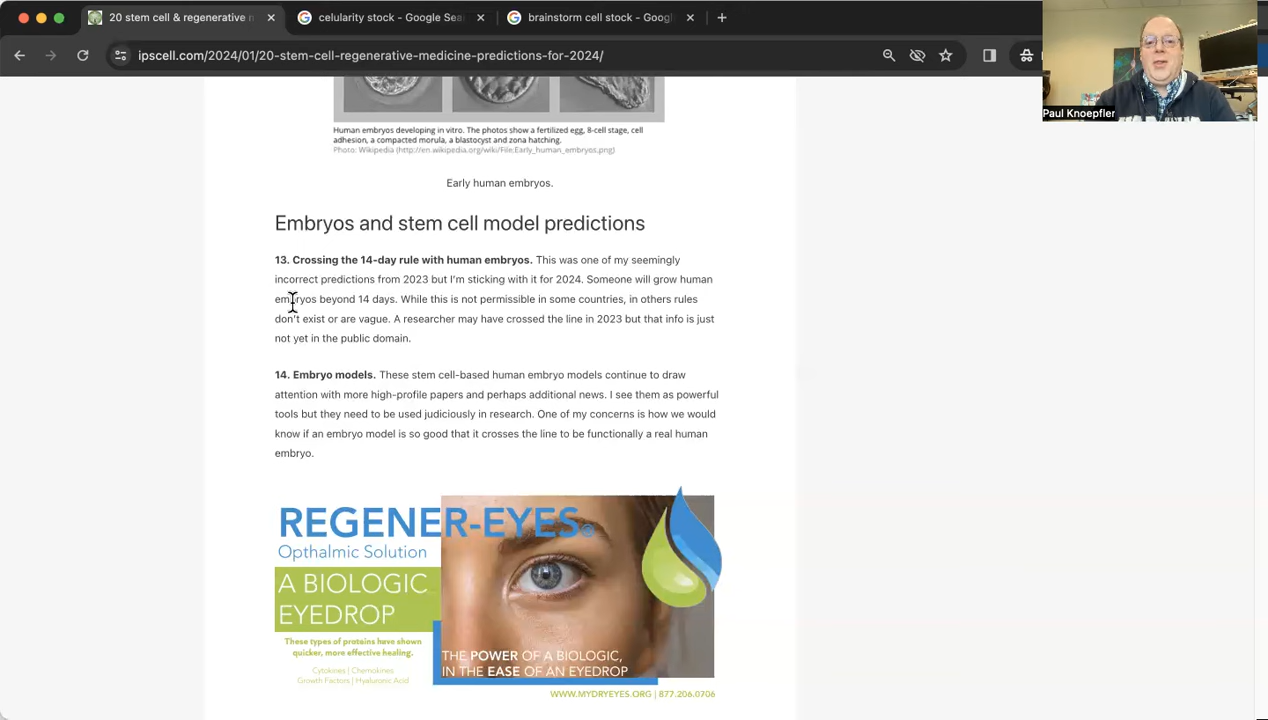 20 stem cell & regenerative
celularity stock - Google Sea
brainstorm cell stock - Goog
ipscell.com/2024/01/20-stem-cell-regenerative-medicine-predictions-for-2024/
Paul Knoepfler
Human embryos developing in vitro. The photos show a fertilized egg, 8-cell stage, cell
adhesion, a compacted morula, a blastocyst and zona hatching.
Photo: Wikipedia (http://en.wikipedia.org/wiki/File:Early_human_embryos.png)
Early human embryos.
Embryos and stem cell model predictions
13. Crossing the 14-day rule with human embryos. This was one of my seemingly
incorrect predictions from 2023 but I'm sticking with it for 2024. Someone will grow human
embryos beyond 14 days. While this is not permissible in some countries, in others rules
don't exist or are vague. A researcher may have crossed the line in 2023 but that info is just
not yet in the public domain.
14. Embryo models. These stem cell-based human embryo models continue to draw
attention with more high-profile papers and perhaps additional news. I see them as powerful
tools but they need to be used judiciously in research. One of my concerns is how we would
know if an embryo model is so good that it crosses the line to be functionally a real human
embryo.
REGENER-EYES®
Opthalmic Solution
A BIOLOGIC
EYEDROP
These types of proteins have shown
quicker, more effective healing.
Cytokines | Chemokines
Growth Factors | Hyaluronic Acid
THE POWER OF A BIOLOGIC,
IN THE EASE OF AN EYEDROP
WWW.MYDRYEYES.ORG | 877.206.0706